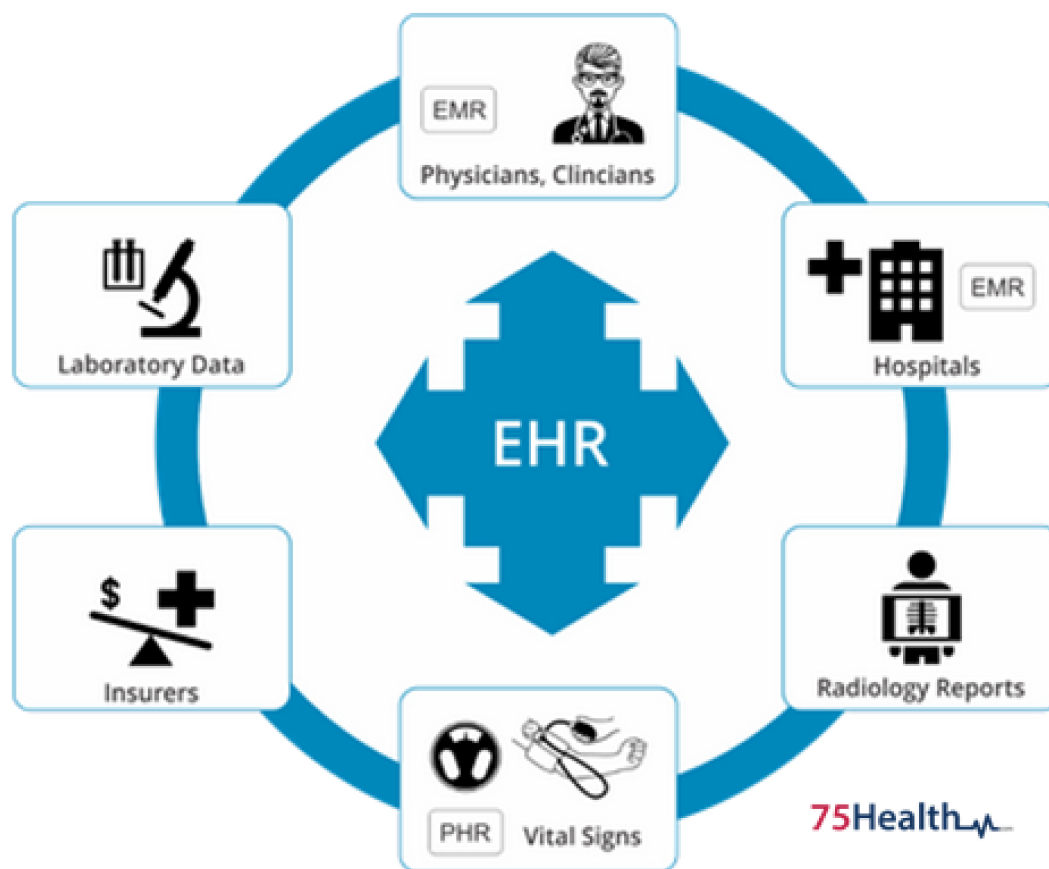 EMR
Physicians, Clincians
Laboratory Data
EMR
Hospitals
EHR
$
Insurers
Radiology Reports
PHR
Vital Signs
75Health